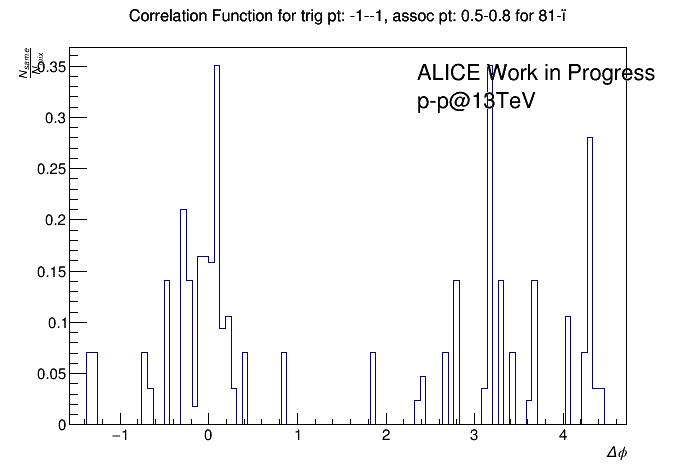 Correlation Function for trig pt: -1--1, assoc pt: 0.5-0.8 for 81-ï
N_same
N_mix
ALICE Work in Progress
p-p@13TeV
0.35
0.3
0.25
0.2
0.15
0.1
0.05
0
−1 0 1 2 3 4
Δϕ